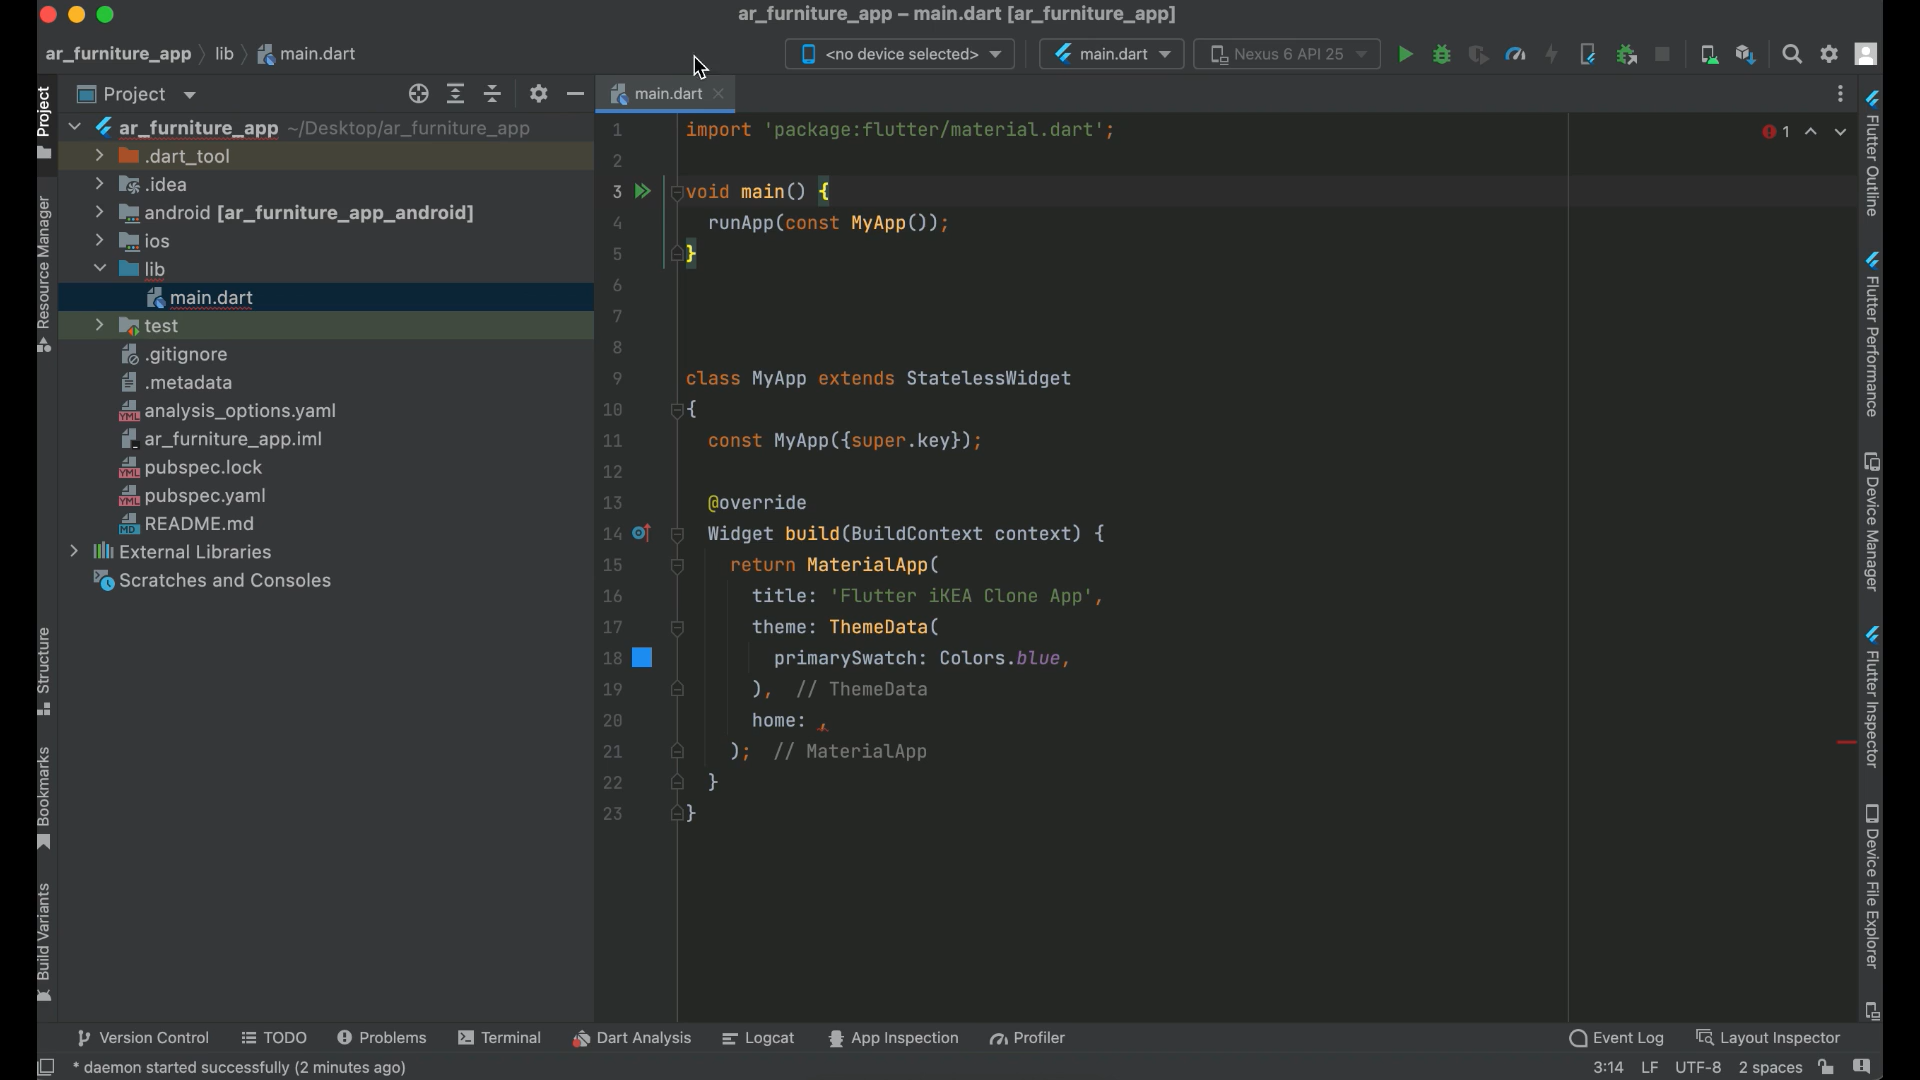 ar_furniture_app – main.dart [ar_furniture_app]
ar_furniture_app lib main.dart
<no device selected> main.dart Nexus 6 API 25
Project
main.dart
ar_furniture_app ~/Desktop/ar_furniture_app
.dart_tool
.idea
android [ar_furniture_app_android]
ios
lib
main.dart
test
.gitignore
.metadata
analysis_options.yaml
ar_furniture_app.iml
pubspec.lock
pubspec.yaml
README.md
External Libraries
Scratches and Consoles
1 import 'package:flutter/material.dart';
2
3 void main() {
4 runApp(const MyApp());
5 }
6
7
8
9 class MyApp extends StatelessWidget
10 {
11 const MyApp({super.key});
12
13 @override
14 Widget build(BuildContext context) {
15 return MaterialApp(
16 title: 'Flutter iKEA Clone App',
17 theme: ThemeData(
18 primarySwatch: Colors.blue,
19 ), // ThemeData
20 home: ,
21 ); // MaterialApp
22 }
23 }
1
Project
Resource Manager
Structure
Bookmarks
Build Variants
Flutter Outline
Flutter Performance
Device Manager
Flutter Inspector
Device File Explorer
Version Control TODO Problems Terminal Dart Analysis Logcat App Inspection Profiler Event Log Layout Inspector
* daemon started successfully (2 minutes ago) 3:14 LF UTF-8 2 spaces